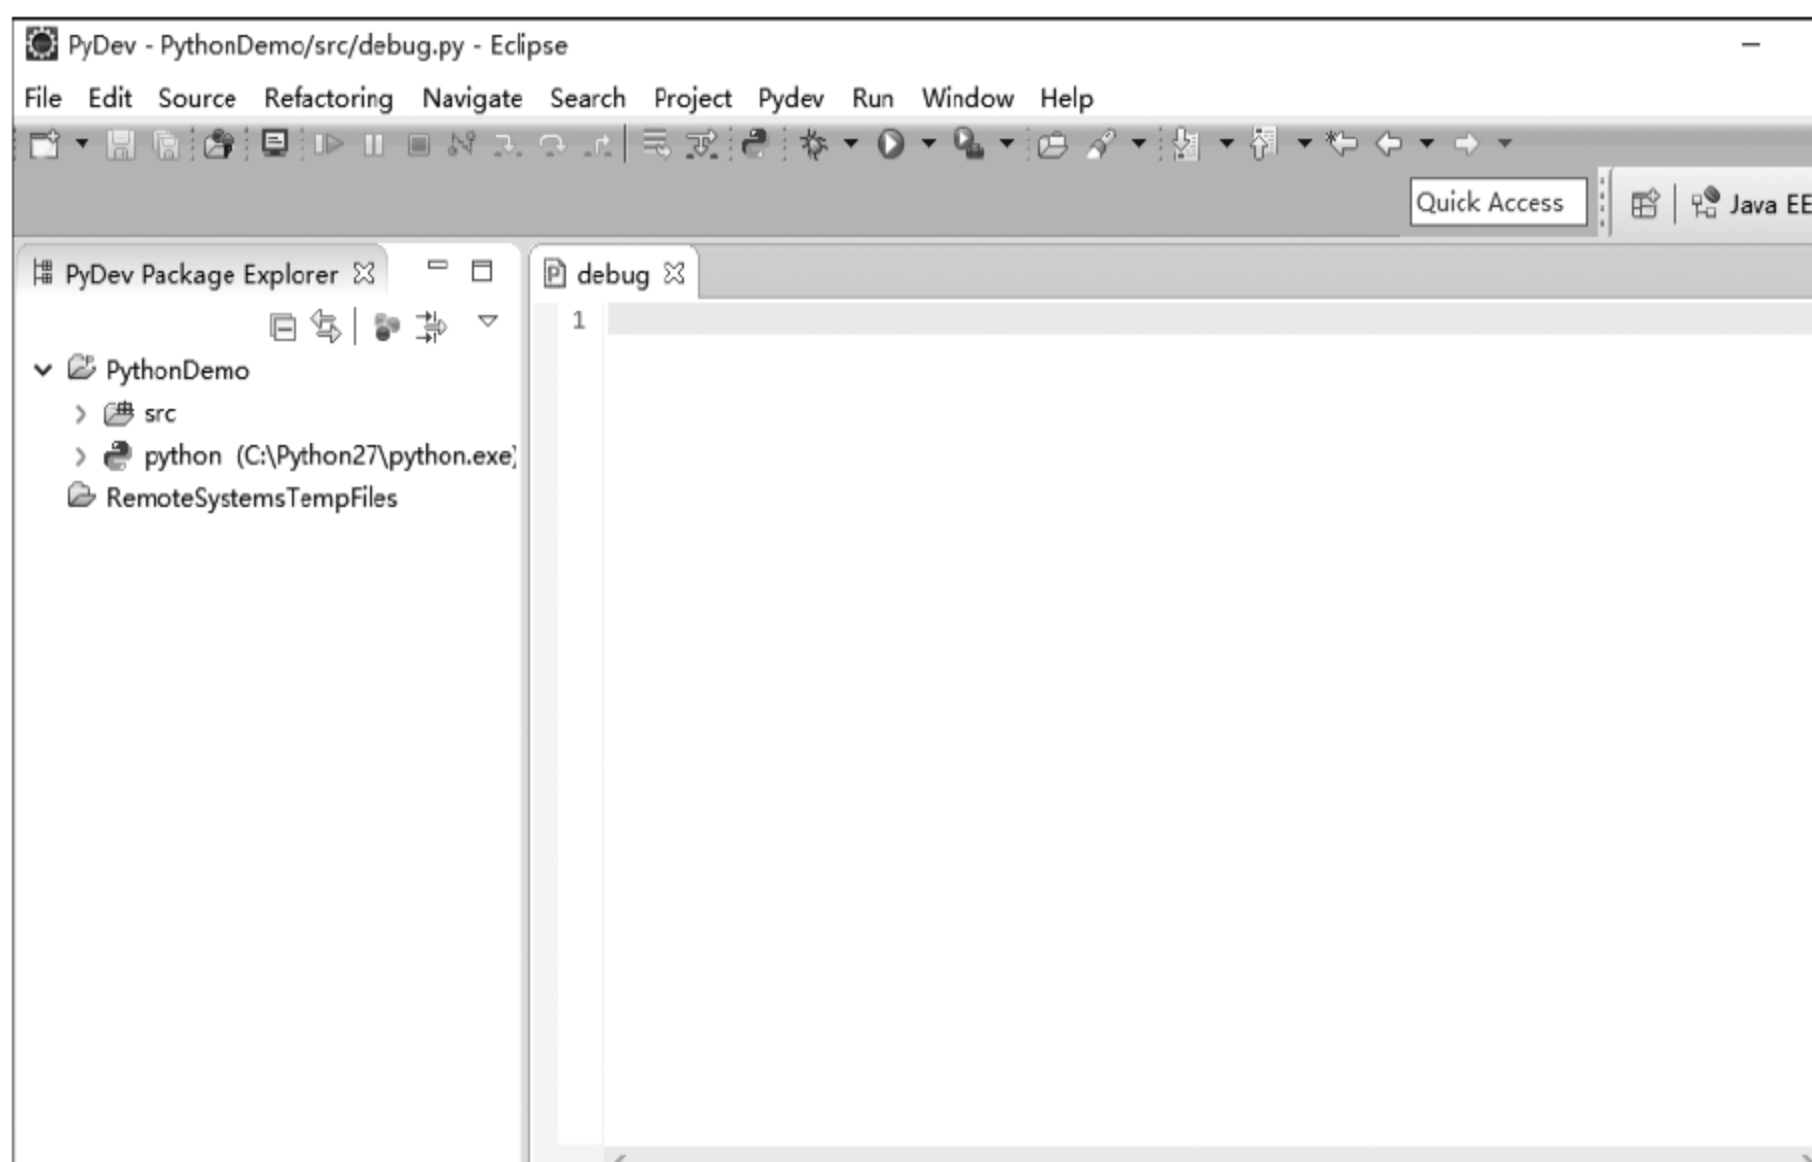 PyDev - PythonDemo/src/debug.py - Eclipse
File Edit Source Refactoring Navigate Search Project Pydev Run Window Help
Quick Access
Java EE
PyDev Package Explorer
debug
1
PythonDemo
src
python (C:\Python27\python.exe)
RemoteSystemsTempFiles